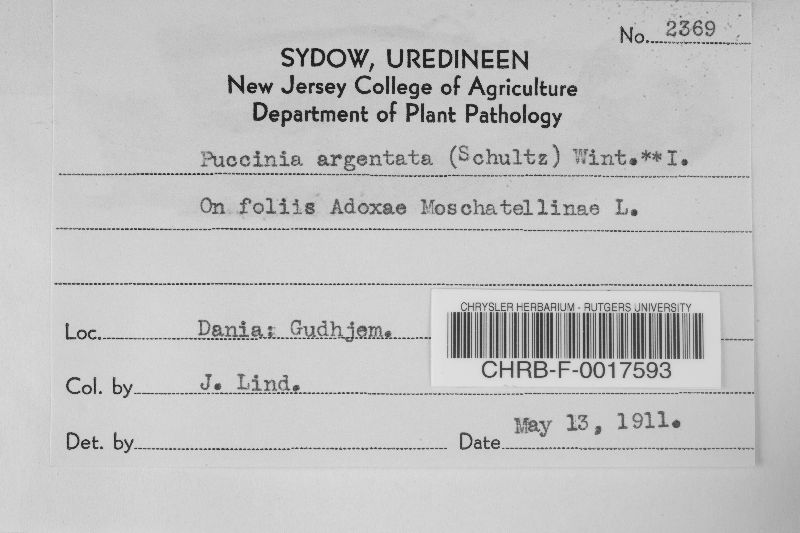 No. 2369
SYDOW, UREDINEEN
New Jersey College of Agriculture
Department of Plant Pathology
Puccinia argentata (Schultz) Wint.** I.
On foliis Adoxae Moschatellinae L.
Loc. Dania: Gudhjem.
CHRYSLER HERBARIUM - RUTGERS UNIVERSITY
CHRB-F-0017593
Col. by J. Lind.
Det. by
Date May 13, 1911.